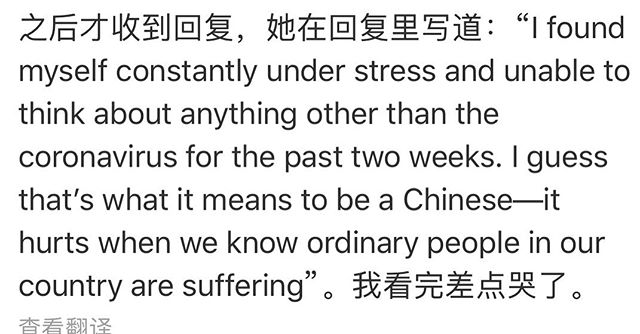 之后才收到回复，她在回复里写道：“I found
myself constantly under stress and unable to
think about anything other than the
coronavirus for the past two weeks. I guess
that’s what it means to be a Chinese—it
hurts when we know ordinary people in our
country are suffering”。我看完差点哭了。
查看翻译